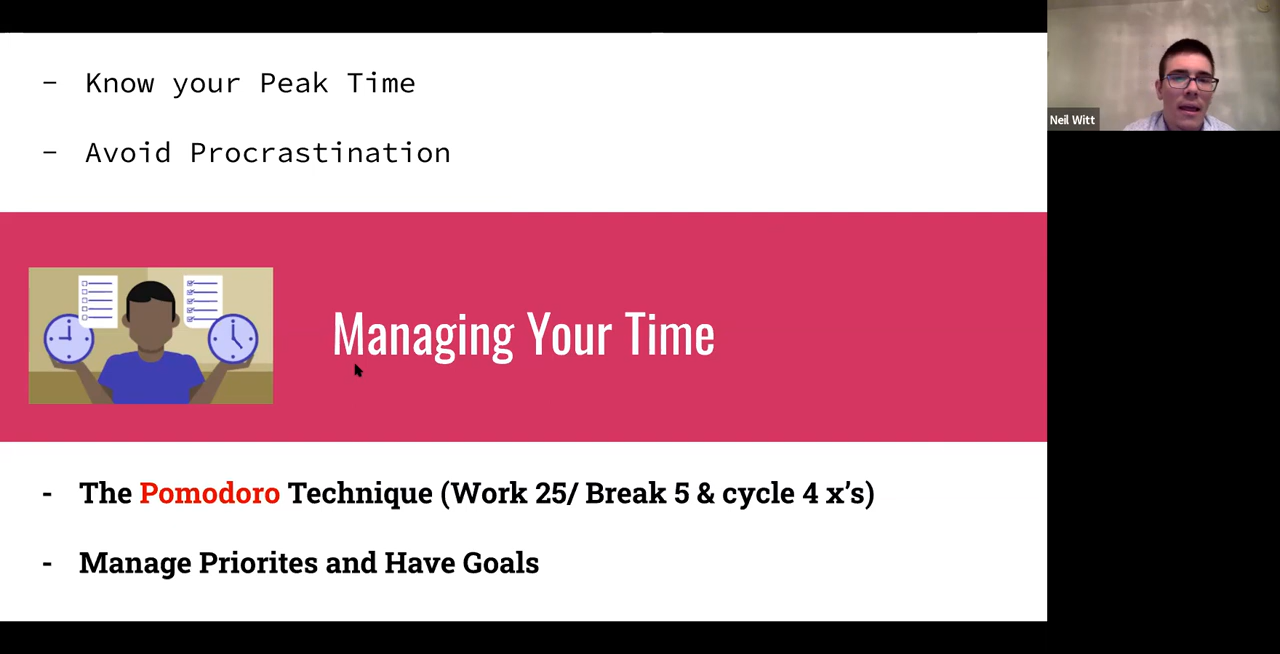 - Know your Peak Time
- Avoid Procrastination
Neil Witt
Managing Your Time
- The Pomodoro Technique (Work 25/ Break 5 & cycle 4 x’s)
- Manage Priorites and Have Goals